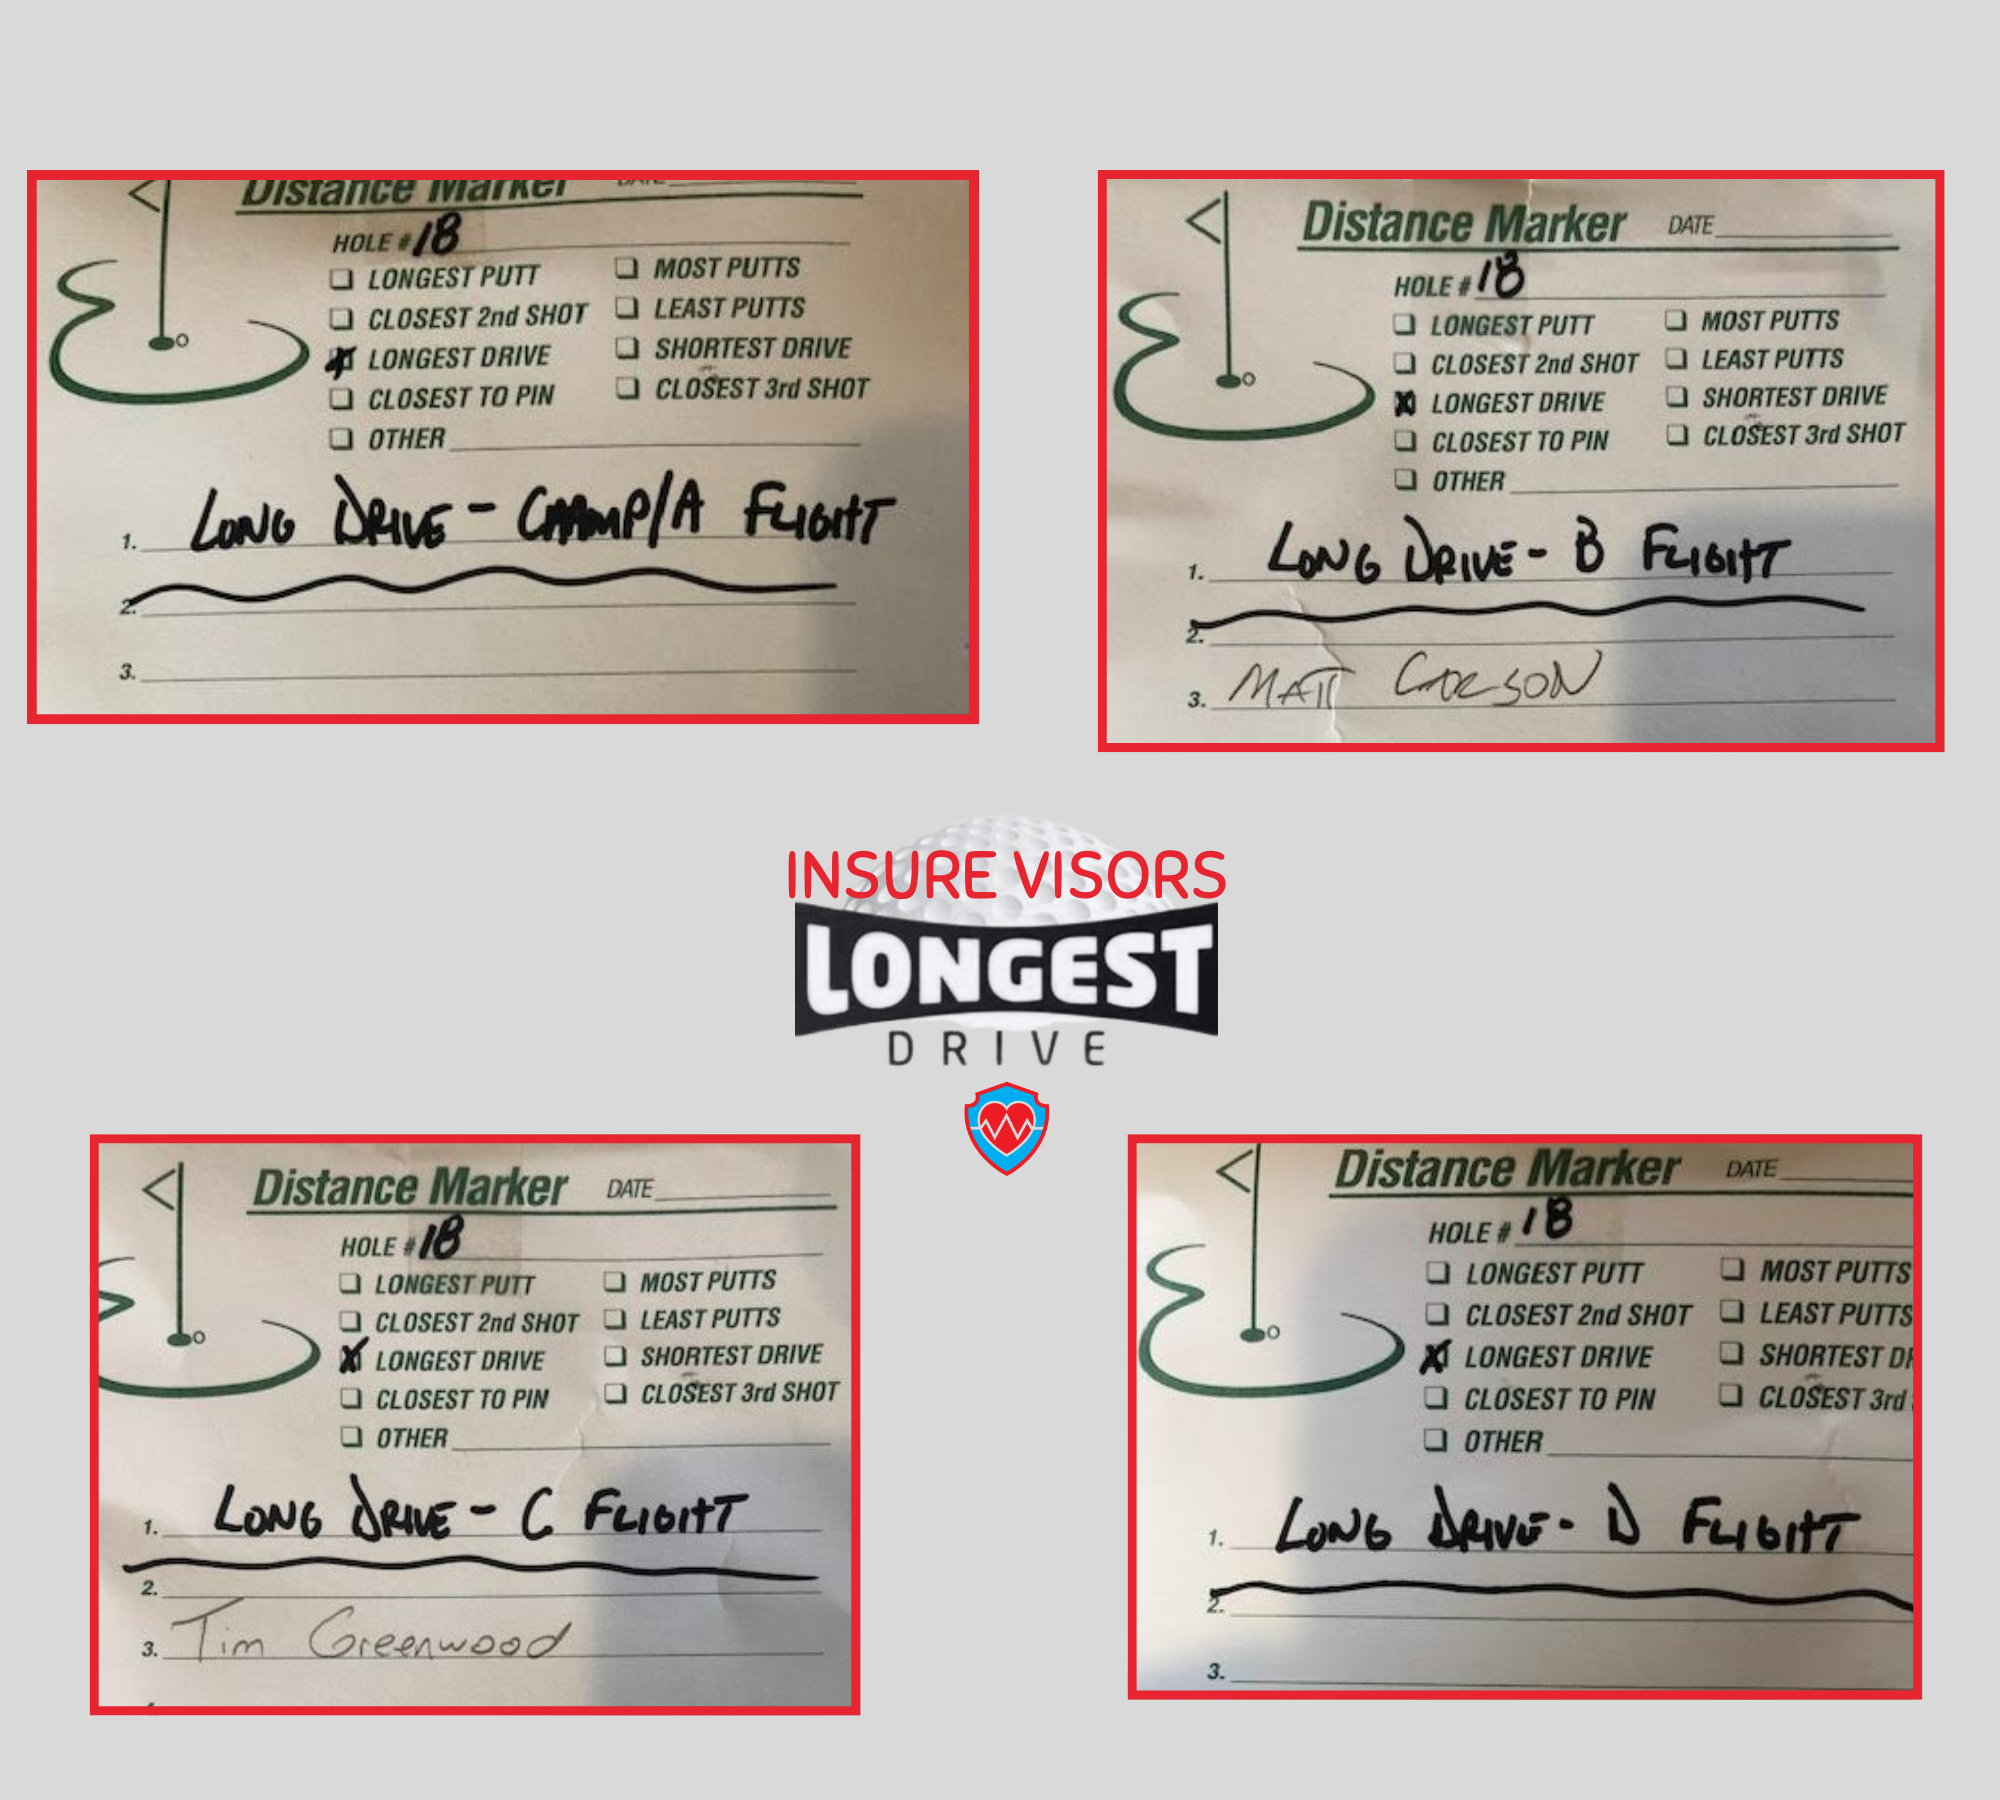 Distance Marker DATE
HOLE # 18
LONGEST PUTT MOST PUTTS
CLOSEST 2nd SHOT LEAST PUTTS
LONGEST DRIVE SHORTEST DRIVE
CLOSEST TO PIN CLOSEST 3rd SHOT
OTHER
1. LONG DRIVE - CHAMP/A FLIGHT
2.
3.
Distance Marker DATE
HOLE # 18
LONGEST PUTT MOST PUTTS
CLOSEST 2nd SHOT LEAST PUTTS
LONGEST DRIVE SHORTEST DRIVE
CLOSEST TO PIN CLOSEST 3rd SHOT
OTHER
1. LONG DRIVE - B FLIGHT
2.
3. MATT CARSON
INSURE VISORS
LONGEST
DRIVE
Distance Marker DATE
HOLE # 18
LONGEST PUTT MOST PUTTS
CLOSEST 2nd SHOT LEAST PUTTS
LONGEST DRIVE SHORTEST DRIVE
CLOSEST TO PIN CLOSEST 3rd SHOT
OTHER
1. LONG DRIVE - C FLIGHT
2.
3. Tim Greenwood
Distance Marker DATE
HOLE # 18
LONGEST PUTT MOST PUTTS
CLOSEST 2nd SHOT LEAST PUTTS
LONGEST DRIVE SHORTEST DR
CLOSEST TO PIN CLOSEST 3rd
OTHER
1. LONG DRIVE - D FLIGHT
2.
3.